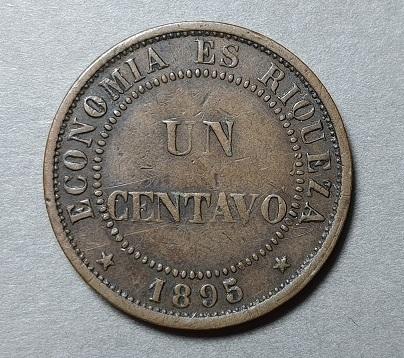 ECONOMIA ES RIQUEZA
UN
CENTAVO
1895